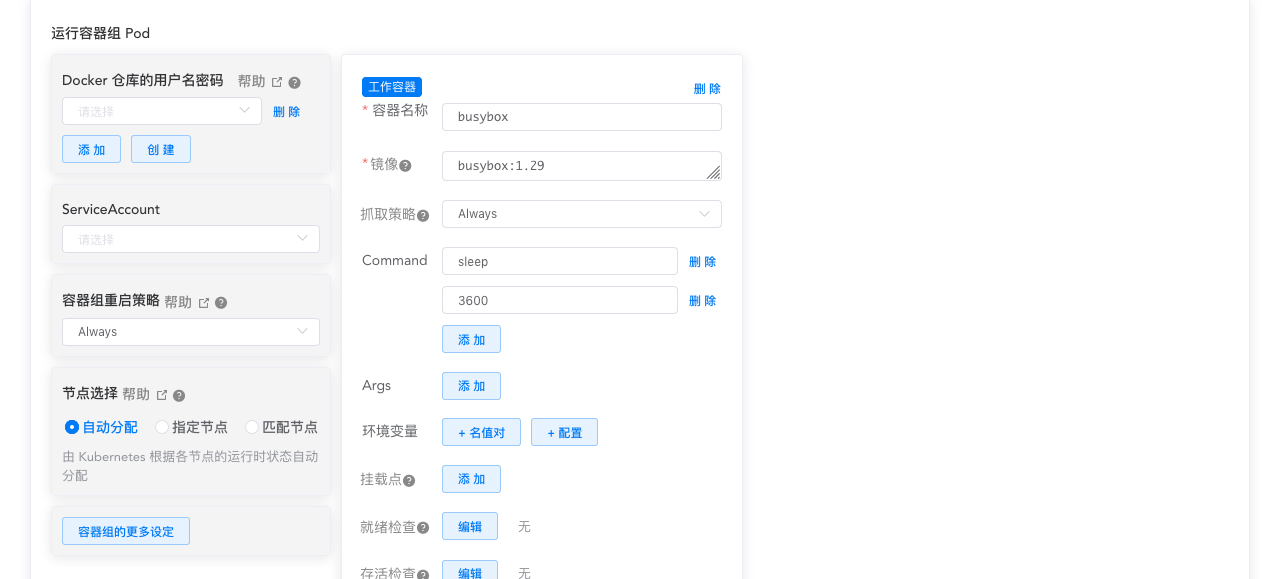 运行容器组 Pod
Docker 仓库的用户名密码 帮助
请选择 删 除
添 加 创 建
ServiceAccount
请选择
容器组重启策略 帮助
Always
节点选择 帮助
自动分配 指定节点 匹配节点
由 Kubernetes 根据各节点的运行时状态自动
分配
容器组的更多设定
工作容器 删 除
* 容器名称 busybox
* 镜像 busybox:1.29
抓取策略 Always
Command sleep 删 除
3600 删 除
添 加
Args 添 加
环境变量 + 名值对 + 配置
挂载点 添 加
就绪检查 编辑 无
存活检查 编辑 无